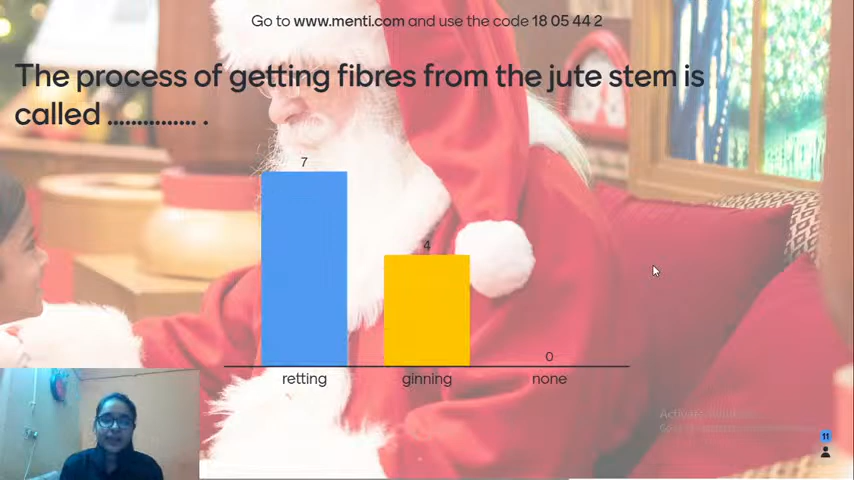 Go to www.menti.com and use the code 18 05 44 2
The process of getting fibres from the jute stem is
called ............... .
7
4
0
retting
ginning
none
11